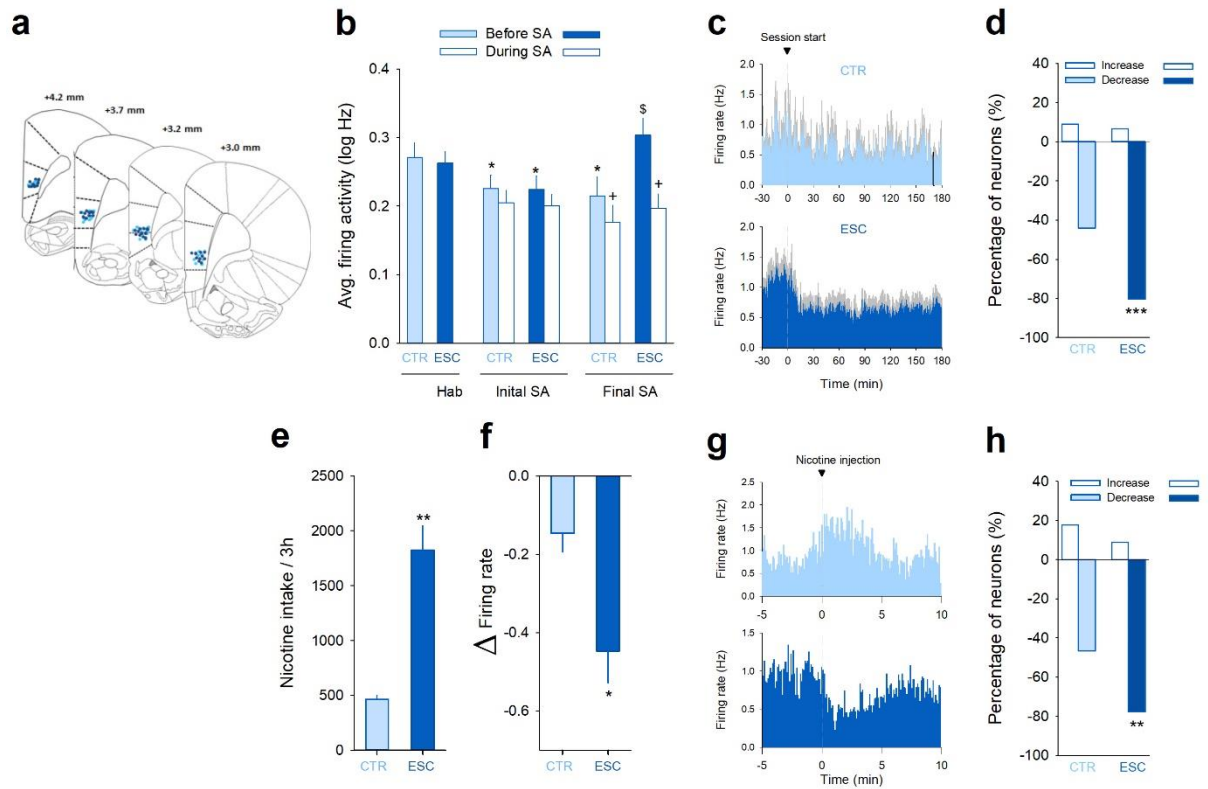 a
+4.2 mm
+3.7 mm
+3.2 mm
+3.0 mm
b
Before SA
During SA
Avg. firing activity (log Hz)
0.4
0.3
0.2
0.1
0.0
* * * + $ +
CTR ESC CTR ESC CTR ESC
Hab Inital SA Final SA
c
Session start
CTR
Firing rate (Hz)
2.0
1.5
1.0
0.5
0.0
-30 0 30 60 90 120 150 180
ESC
Firing rate (Hz)
2.0
1.5
1.0
0.5
0.0
-30 0 30 60 90 120 150 180
Time (min)
d
Increase
Decrease
Percentage of neurons (%)
40
20
0
-20
-40
-60
-80
-100
***
CTR ESC
e
Nicotine intake / 3h
2500
2000
1500
1000
500
0
**
CTR ESC
f
Δ Firing rate
0.0
-0.2
-0.4
-0.6
*
CTR ESC
g
Nicotine injection
Firing rate (Hz)
2.5
2.0
1.5
1.0
0.5
0.0
-5 0 5 10
Firing rate (Hz)
2.0
1.5
1.0
0.5
0.0
-5 0 5 10
Time (min)
h
Increase
Decrease
Percentage of neurons (%)
40
20
0
-20
-40
-60
-80
-100
**
CTR ESC